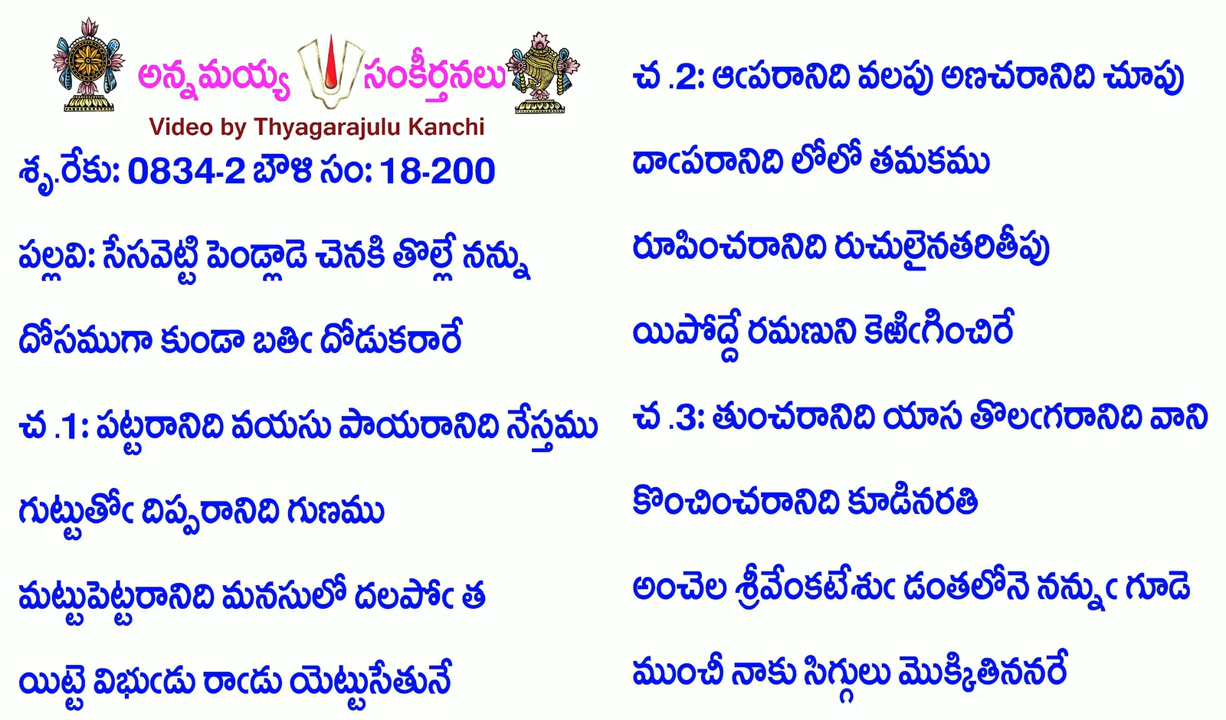 అన్నమయ్య సంకీర్తనలు
Video by Thyagarajulu Kanchi
శృ.రేకు: 0834-2 బౌళి సం: 18-200
పల్లవి: సేసవెట్టి పెండ్లాడె చెనకి తొల్లే నన్ను
దోసముగా కుండా బతిఁ దోడుకరారే
చ .1: పట్టరానిది వయసు పాయరానిది నేస్తము
గుట్టుతోఁ దిప్పరానిది గుణము
మట్టుపెట్టరానిది మనసులో దలపోఁ త
యిట్టె విభుఁడు రాఁడు యెట్టుసేతునే
చ .2: ఆఁపరానిది వలపు అణచరానిది చూపు
దాఁపరానిది లోలో తమకము
రూపించరానిది రుచులైనతరితీపు
యిపోద్దే రమణుని కెఱిఁగించిరే
చ .3: తుంచరానిది యాస తొలఁగరానిది వాని
కొంచించరానిది కూడినరతి
అంచెల శ్రీవేంకటేశుఁ డంతలోనె నన్నుఁ గూడె
ముంచీ నాకు సిగ్గులు మొక్కితిననరే